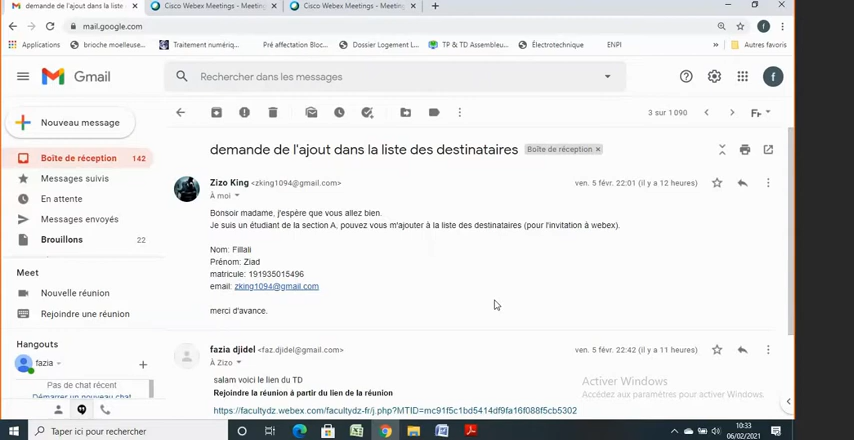 demande de l'ajout dans la liste
Cisco Webex Meetings - Meetin
Cisco Webex Meetings - Meeting
mail.google.com
f
Applications
brioche moelleuse...
Traitement numériq...
Pré affectation Bloc...
Dossier Logement L...
TP & TD Assembleu...
Électrotechnique
ENPI
»
Autres favoris
Gmail
Rechercher dans les messages
f
Nouveau message
3 sur 1 090
Boîte de réception 142
Messages suivis
En attente
Messages envoyés
Brouillons 22
Meet
Nouvelle réunion
Rejoindre une réunion
Hangouts
fazia
Pas de chat récent
Démarrer un nouveau chat
demande de l'ajout dans la liste des destinataires
Boîte de réception ×
Zizo King <zking1094@gmail.com>
ven. 5 févr. 22:01 (il y a 12 heures)
À moi
Bonsoir madame, j'espère que vous allez bien.
Je suis un étudiant de la section A, pouvez vous m'ajouter à la liste des destinataires (pour l'invitation à webex).
Nom: Fillali
Prénom: Ziad
matricule: 191935015496
email: zking1094@gmail.com
merci d'avance.
fazia djidel <faz.djidel@gmail.com>
ven. 5 févr. 22:42 (il y a 11 heures)
À Zizo
salam voici le lien du TD
Rejoindre la réunion à partir du lien de la réunion
https://facultydz.webex.com/facultydz-fr/j.php?MTID=mc91f5c1bd5414df9fa16f088f5cb5302
Activer Windows
Accédez aux paramètres pour activer Windows.
Taper ici pour rechercher
10:33
06/02/2021